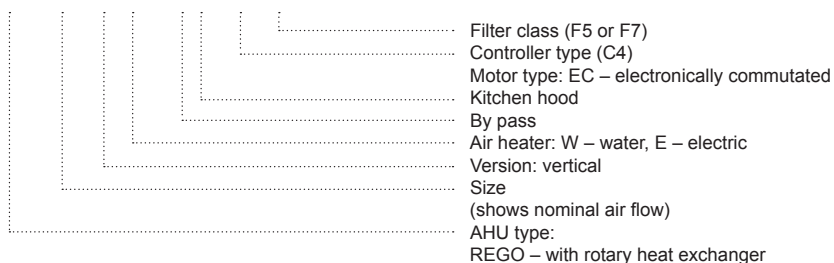 Filter class (F5 or F7)
Controller type (C4)
Motor type: EC – electronically commutated
Kitchen hood
By pass
Air heater: W – water, E – electric
Version: vertical
Size
(shows nominal air flow)
AHU type:
REGO – with rotary heat exchanger